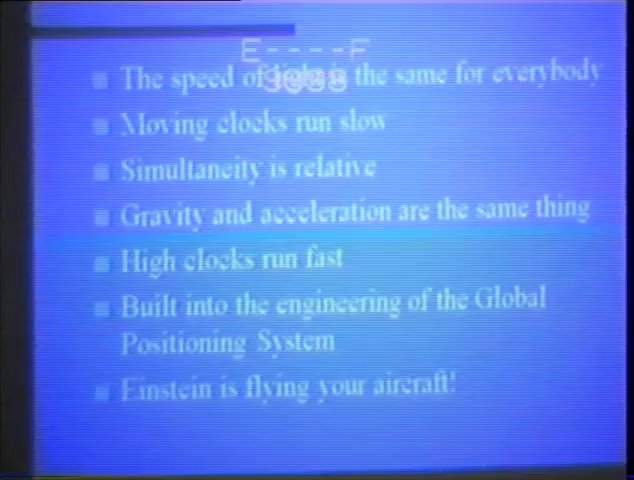 E-----F
The speed of light is the same for everybody
Moving clocks run slow
Simultaneity is relative
Gravity and acceleration are the same thing
High clocks run fast
Built into the engineering of the Global
Positioning System
Einstein is flying your aircraft!